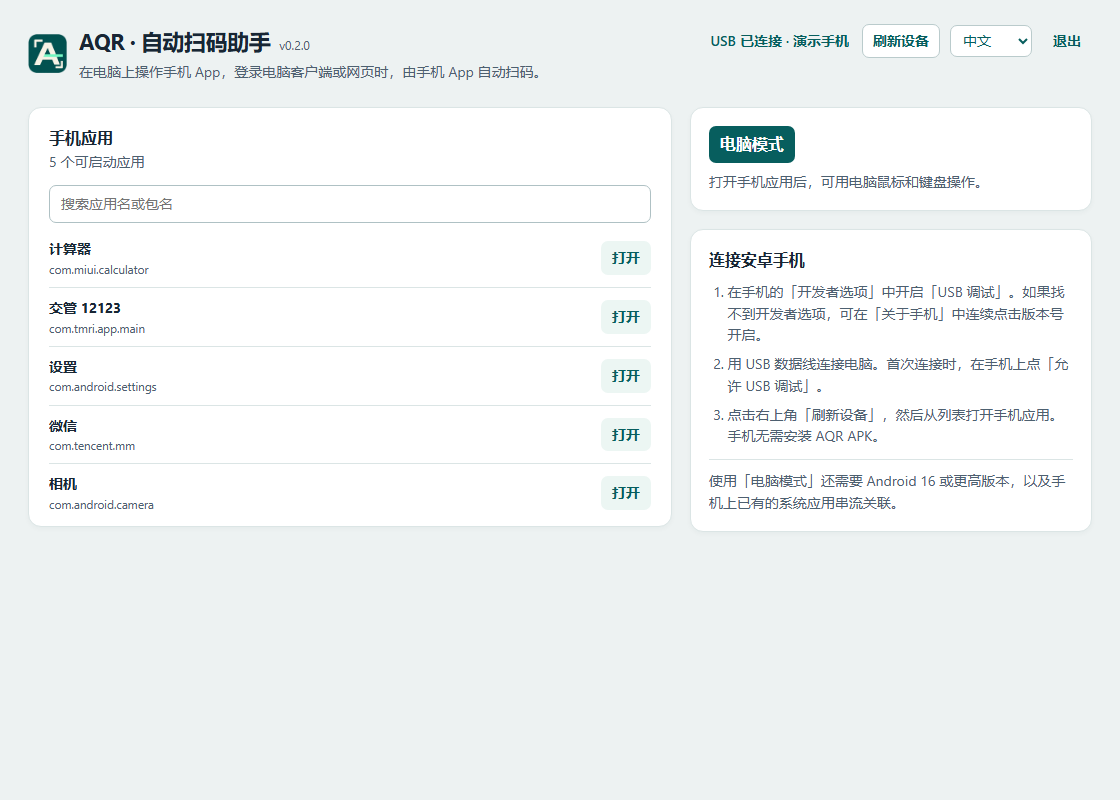 AQR · 自动扫码助手 v0.2.0
在电脑上操作手机 App，登录电脑客户端或网页时，由手机 App 自动扫码。
USB 已连接 · 演示手机
刷新设备
中文
退出
手机应用
5 个可启动应用
搜索应用名或包名
计算器
com.miui.calculator
打开
交管 12123
com.tmri.app.main
打开
设置
com.android.settings
打开
微信
com.tencent.mm
打开
相机
com.android.camera
打开
电脑模式
打开手机应用后，可用电脑鼠标和键盘操作。
连接安卓手机
1. 在手机的「开发者选项」中开启「USB 调试」。如果找
不到开发者选项，可在「关于手机」中连续点击版本号
开启。
2. 用 USB 数据线连接电脑。首次连接时，在手机上点「允
许 USB 调试」。
3. 点击右上角「刷新设备」，然后从列表打开手机应用。
手机无需安装 AQR APK。
使用「电脑模式」还需要 Android 16 或更高版本，以及手
机上已有的系统应用串流关联。